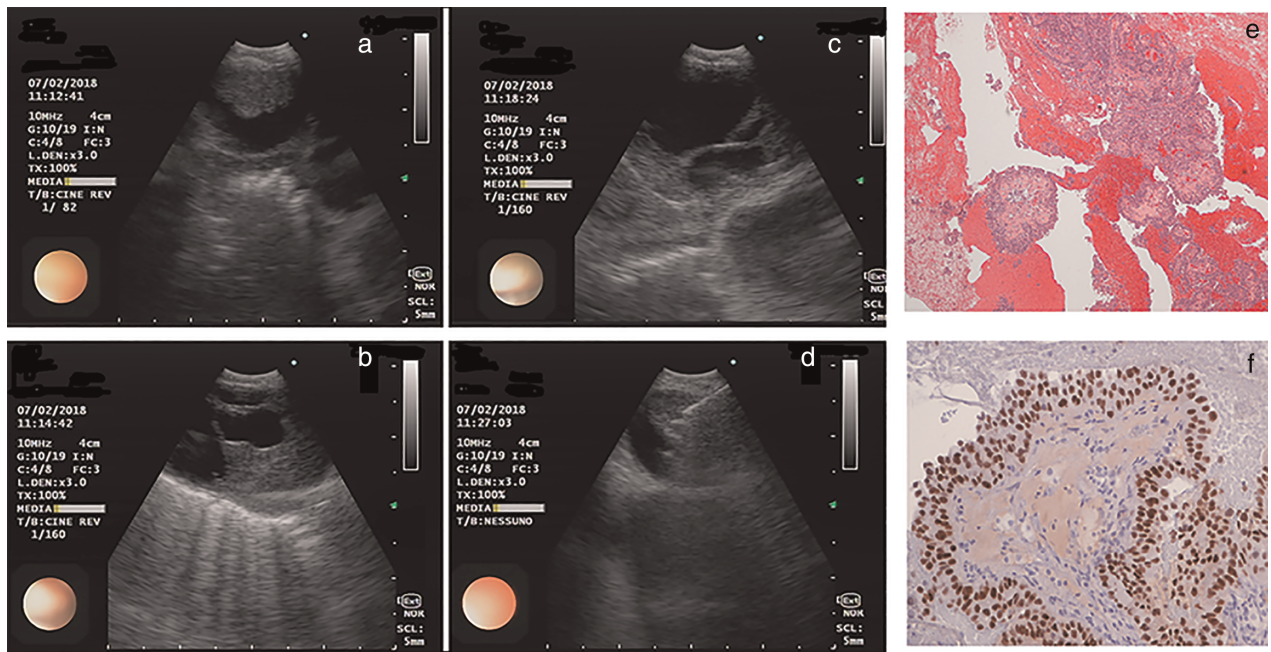 a
07/02/2018
11:12:41
10MHz 4cm
G:10/19 I:N
C:4/8 FC:3
L.DEN:x3.0
TX:100%
MEDIA
T/B:CINE REV
1/ 82
Ext
NOR
SCL:
5mm
c
07/02/2018
11:18:24
10MHz 4cm
G:10/19 I:N
C:4/8 FC:3
L.DEN:x3.0
TX:100%
MEDIA
T/B:CINE REV
1/160
Ext
NOR
SCL:
5mm
e
b
07/02/2018
11:14:42
10MHz 4cm
G:10/19 I:N
C:4/8 FC:3
L.DEN:x3.0
TX:100%
MEDIA
T/B:CINE REV
1/160
Ext
NOR
SCL:
5mm
d
07/02/2018
11:27:03
10MHz 4cm
G:10/19 I:N
C:4/8 FC:3
L.DEN:x3.0
TX:100%
MEDIA
T/B:NESSUNO
Ext
NOR
SCL:
5mm
f